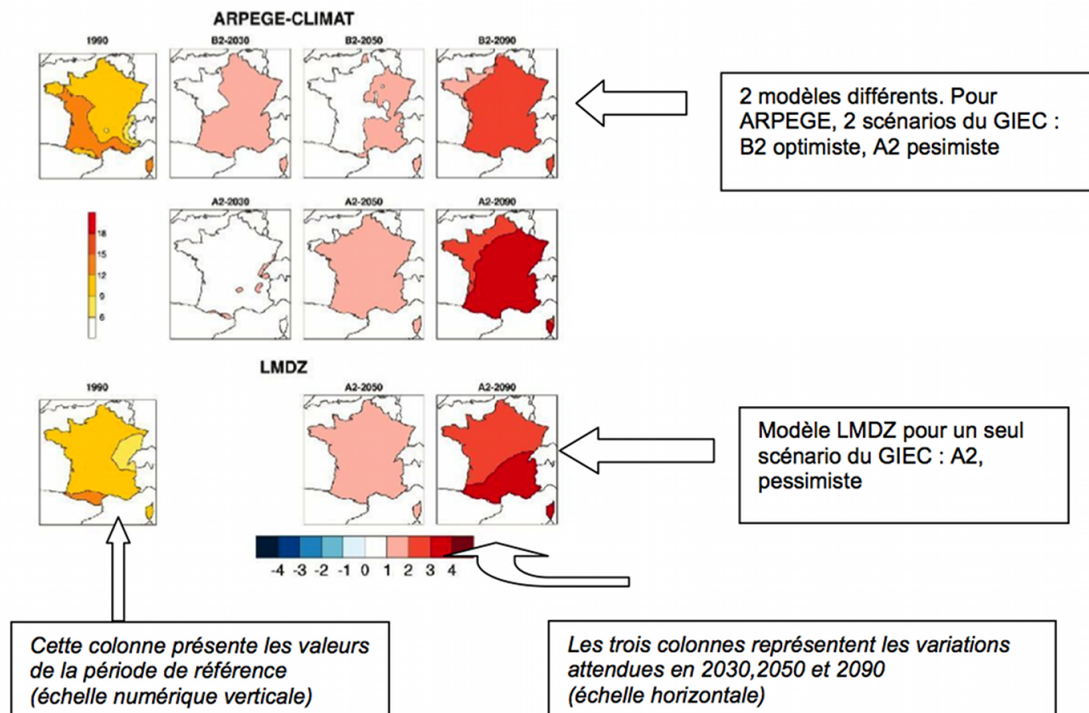 ARPEGE-CLIMAT
1990
B2-2030
B2-2050
B2-2090
2 modèles différents. Pour
ARPEGE, 2 scénarios du GIEC :
B2 optimiste, A2 pesimiste
A2-2030
A2-2050
A2-2090
18
15
12
9
6
LMDZ
1990
A2-2050
A2-2090
Modèle LMDZ pour un seul
scénario du GIEC : A2,
pessimiste
-4 -3 -2 -1 0 1 2 3 4
Cette colonne présente les valeurs
de la période de référence
(échelle numérique verticale)
Les trois colonnes représentent les variations
attendues en 2030,2050 et 2090
(échelle horizontale)